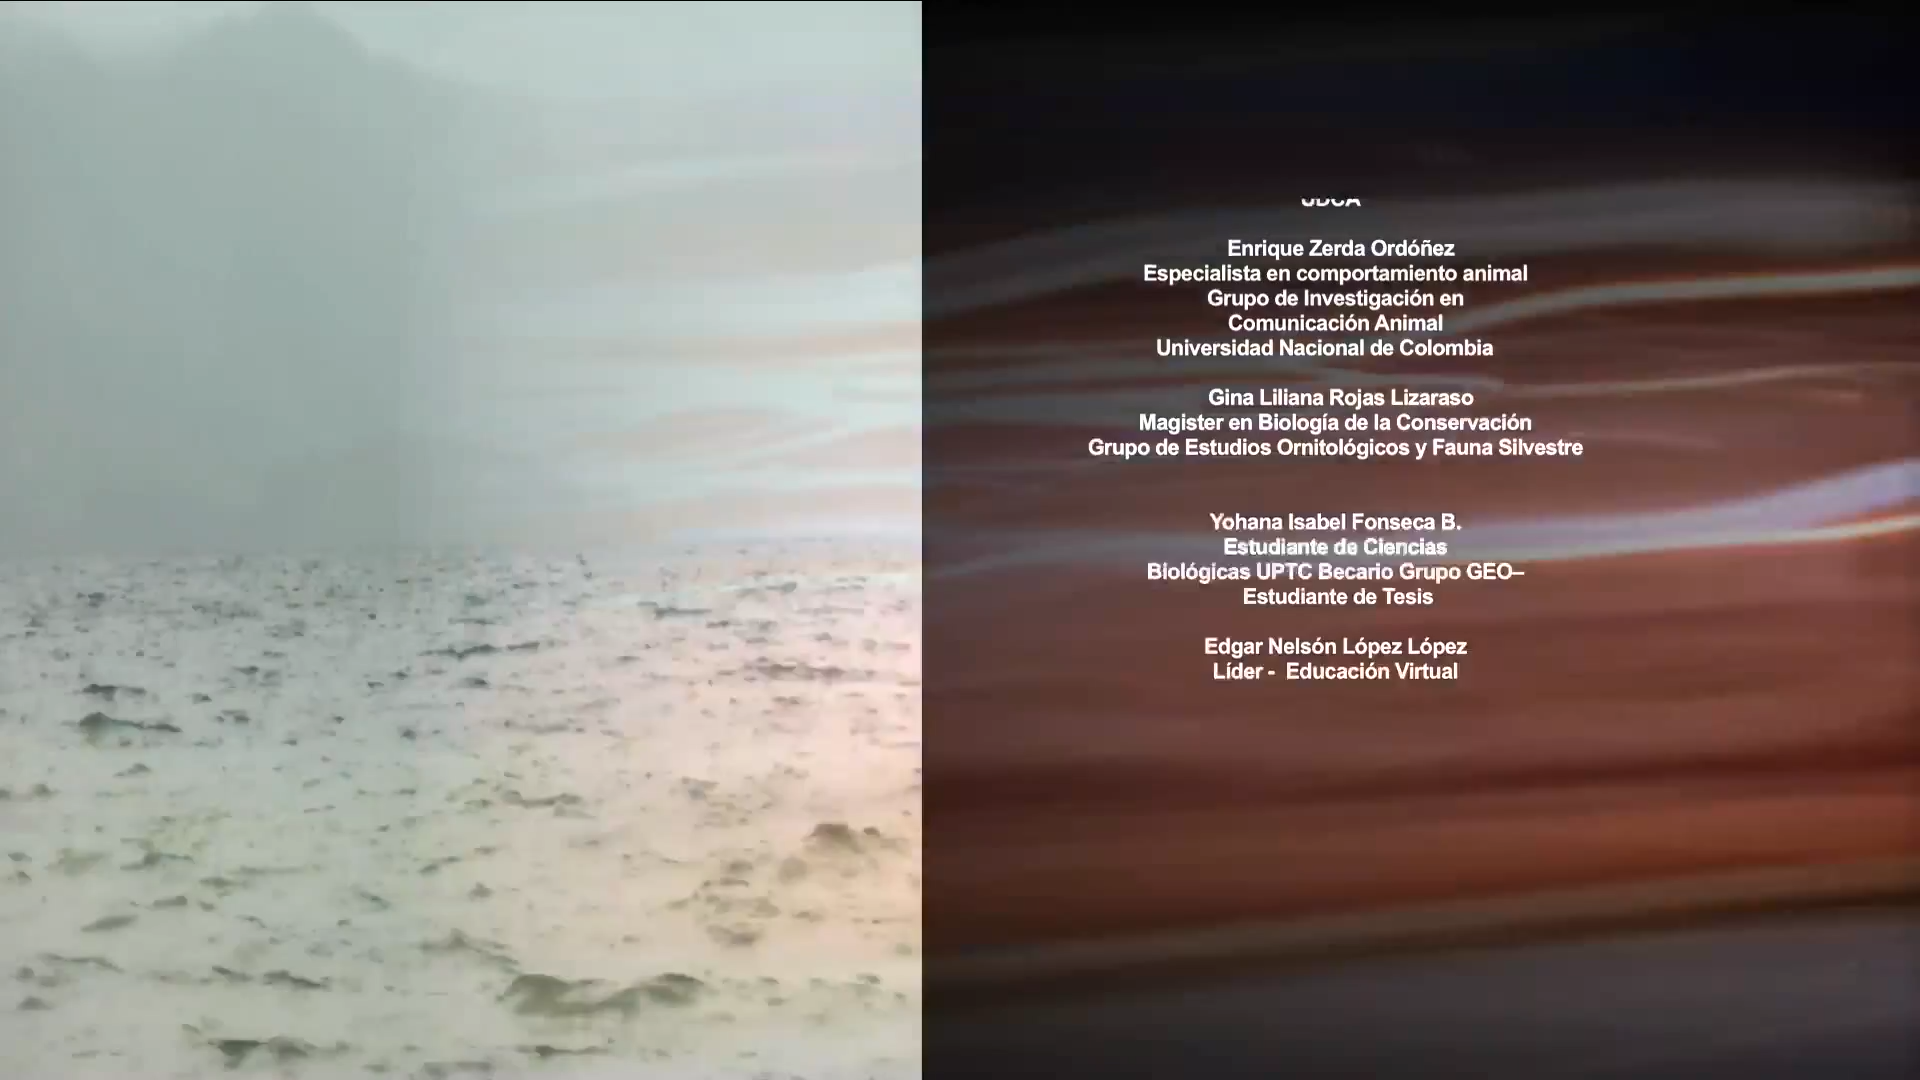 UDCA
Enrique Zerda Ordóñez
Especialista en comportamiento animal
Grupo de Investigación en
Comunicación Animal
Universidad Nacional de Colombia
Gina Liliana Rojas Lizaraso
Magister en Biología de la Conservación
Grupo de Estudios Ornitológicos y Fauna Silvestre
Yohana Isabel Fonseca B.
Estudiante de Ciencias
Biológicas UPTC Becario Grupo GEO–
Estudiante de Tesis
Edgar Nelsón López López
Líder -  Educación Virtual